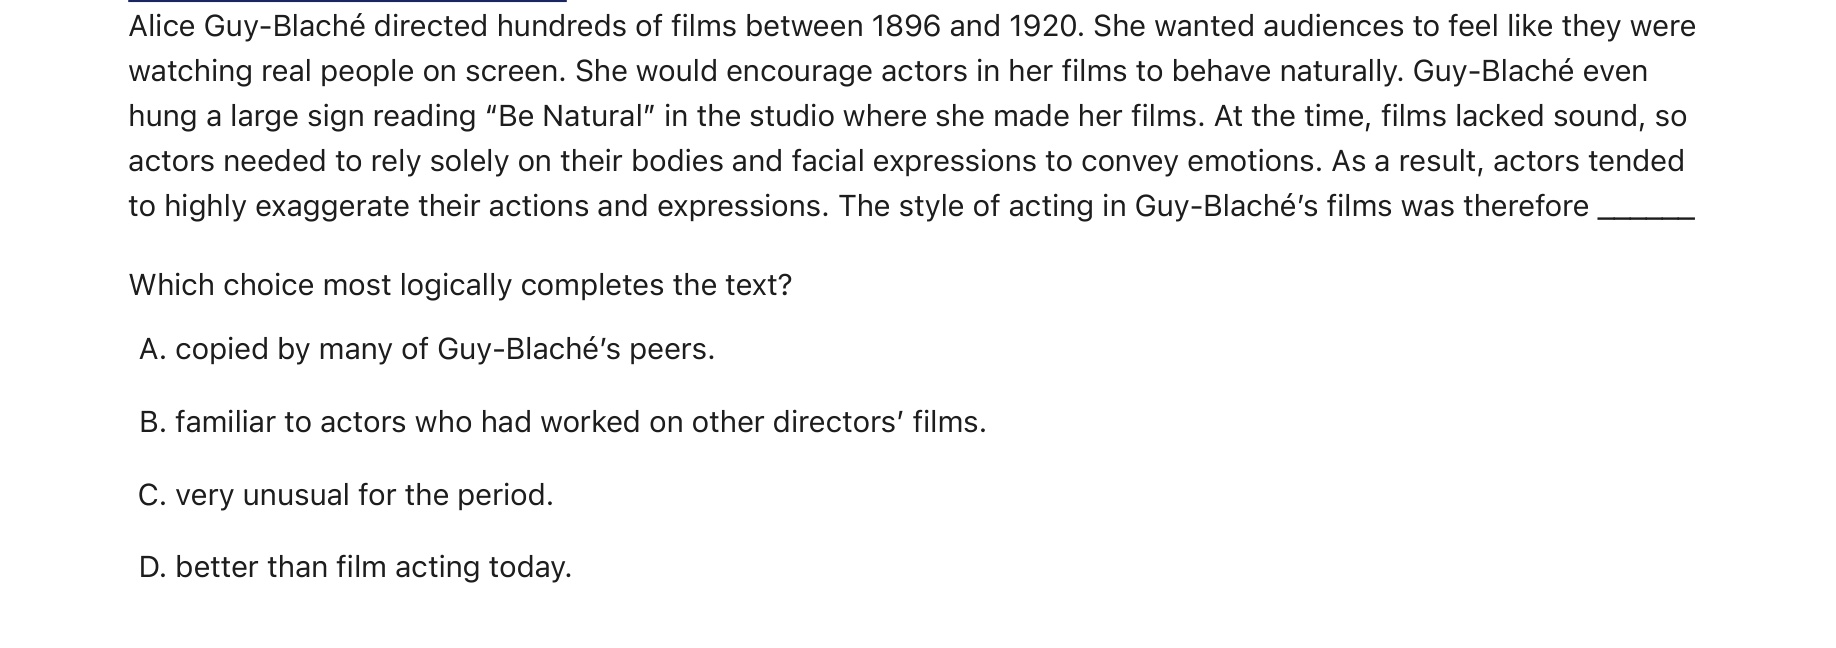 Alice Guy-Blaché directed hundreds of films between 1896 and 1920. She wanted audiences to feel like they were
watching real people on screen. She would encourage actors in her films to behave naturally. Guy-Blaché even
hung a large sign reading “Be Natural” in the studio where she made her films. At the time, films lacked sound, so
actors needed to rely solely on their bodies and facial expressions to convey emotions. As a result, actors tended
to highly exaggerate their actions and expressions. The style of acting in Guy-Blaché’s films was therefore ______
Which choice most logically completes the text?
A. copied by many of Guy-Blaché’s peers.
B. familiar to actors who had worked on other directors’ films.
C. very unusual for the period.
D. better than film acting today.